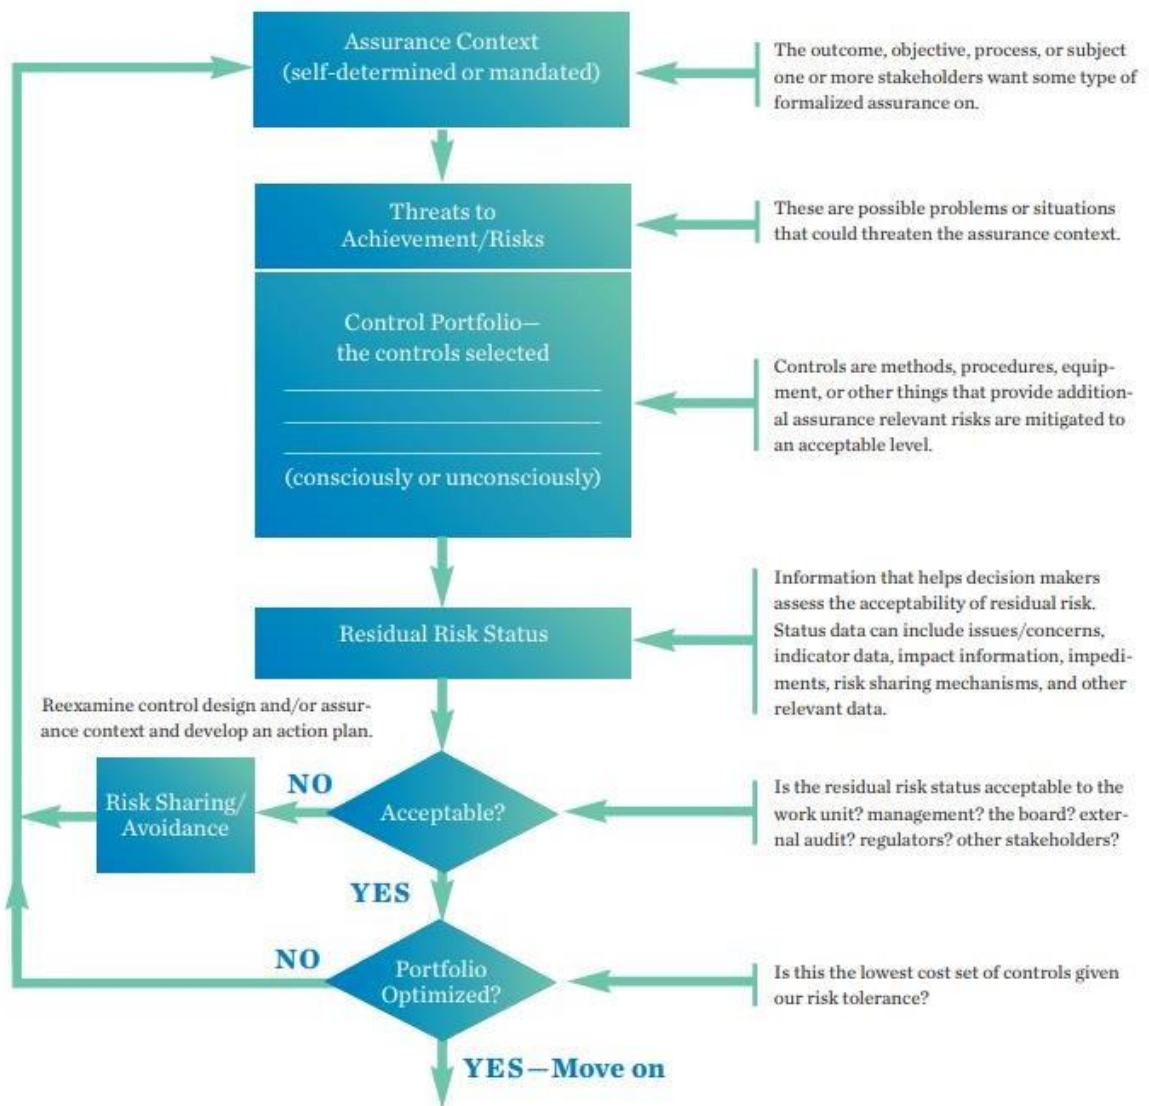 Assurance Context
(self-determined or mandated)
The outcome, objective, process, or subject
one or more stakeholders want some type of
formalized assurance on.
Threats to
Achievement/Risks
These are possible problems or situations
that could threaten the assurance context.
Control Portfolio—
the controls selected
(consciously or unconsciously)
Controls are methods, procedures, equip-
ment, or other things that provide addition-
al assurance relevant risks are mitigated to
an acceptable level.
Residual Risk Status
Information that helps decision makers
assess the acceptability of residual risk.
Status data can include issues/concerns,
indicator data, impact information, impedi-
ments, risk sharing mechanisms, and other
relevant data.
Reexamine control design and/or assur-
ance context and develop an action plan.
Risk Sharing/
Avoidance
NO
Acceptable?
Is the residual risk status acceptable to the
work unit? management? the board? exter-
nal audit? regulators? other stakeholders?
YES
NO
Portfolio
Optimized?
Is this the lowest cost set of controls given
our risk tolerance?
YES—Move on